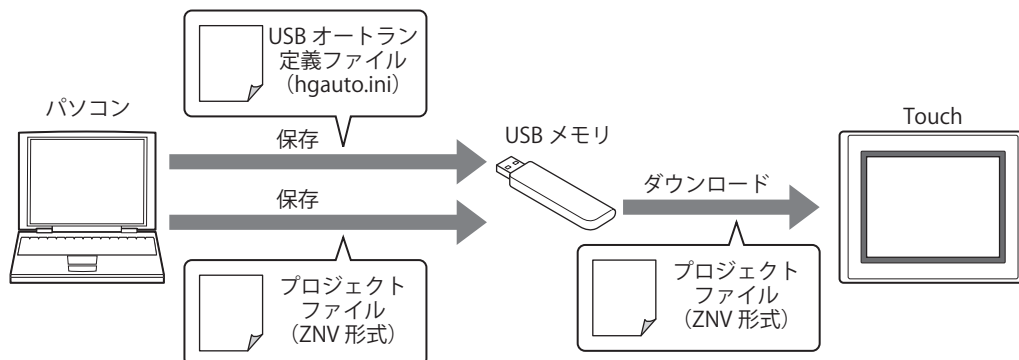 USB オートラン
定義ファイル
（hgauto.ini）
パソコン
保存
USB メモリ
Touch
保存
ダウンロード
プロジェクト
ファイル
（ZNV 形式）
プロジェクト
ファイル
（ZNV 形式）